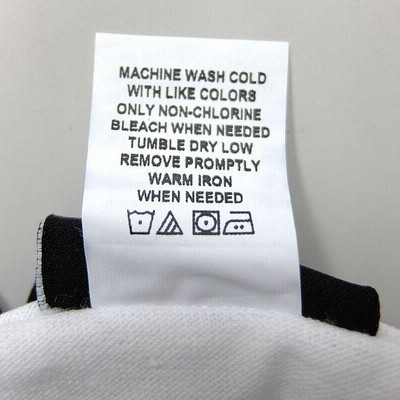 MACHINE WASH COLD
WITH LIKE COLORS
ONLY NON-CHLORINE
BLEACH WHEN NEEDED
TUMBLE DRY LOW
REMOVE PROMPTLY
WARM IRON
WHEN NEEDED